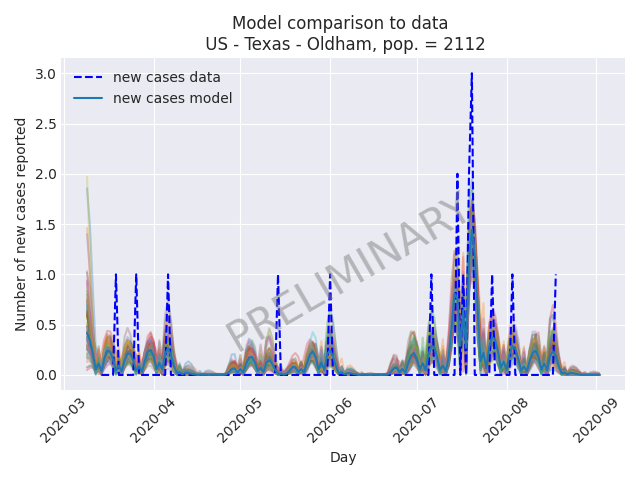 Model comparison to data
US - Texas - Oldham, pop. = 2112
new cases data
new cases model
Number of new cases reported
3.0
2.5
2.0
1.5
1.0
0.5
0.0
PRELIMINARY
2020-03
2020-04
2020-05
2020-06
2020-07
2020-08
2020-09
Day